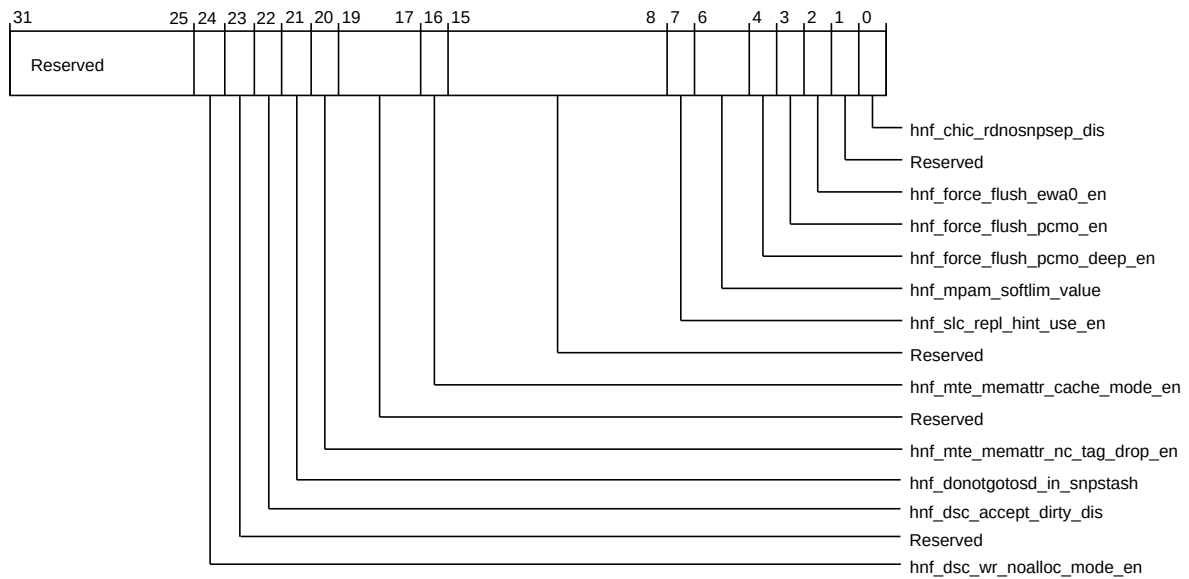 31 25 24 23 22 21 20 19 17 16 15 8 7 6 4 3 2 1 0
Reserved
hnf_chic_rdnosnpsep_dis
Reserved
hnf_force_flush_ewa0_en
hnf_force_flush_pcmo_en
hnf_force_flush_pcmo_deep_en
hnf_mpam_softlim_value
hnf_slc_repl_hint_use_en
Reserved
hnf_mte_memattr_cache_mode_en
Reserved
hnf_mte_memattr_nc_tag_drop_en
hnf_donotgotosd_in_snpstash
hnf_dsc_accept_dirty_dis
Reserved
hnf_dsc_wr_noalloc_mode_en